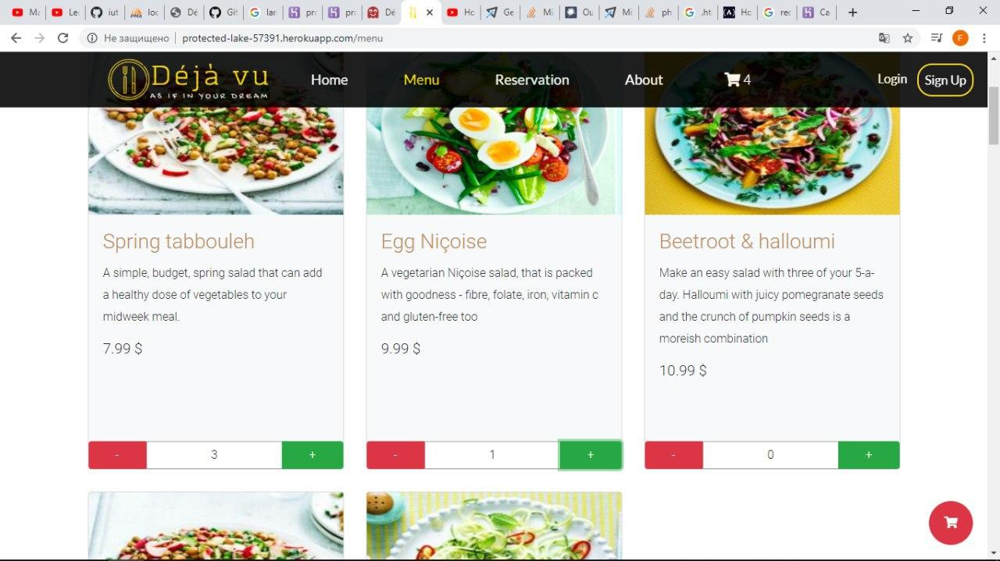 Ma
Le
iut
loc
Dé
Git
lar
pro
pro
Dé
Ho
Ge
Mi
Ou
Mi
ph
.ht
Ho
rec
Ca
Не защищено
protected-lake-57391.herokuapp.com/menu
F
Déjà vu
AS IF IN YOUR DREAM
Home
Menu
Reservation
About
4
Login
Sign Up
Spring tabbouleh
A simple, budget, spring salad that can add
a healthy dose of vegetables to your
midweek meal.
7.99 $
- 3 +
Egg Niçoise
A vegetarian Niçoise salad, that is packed
with goodness - fibre, folate, iron, vitamin c
and gluten-free too
9.99 $
- 1 +
Beetroot & halloumi
Make an easy salad with three of your 5-a-
day. Halloumi with juicy pomegranate seeds
and the crunch of pumpkin seeds is a
moreish combination
10.99 $
- 0 +